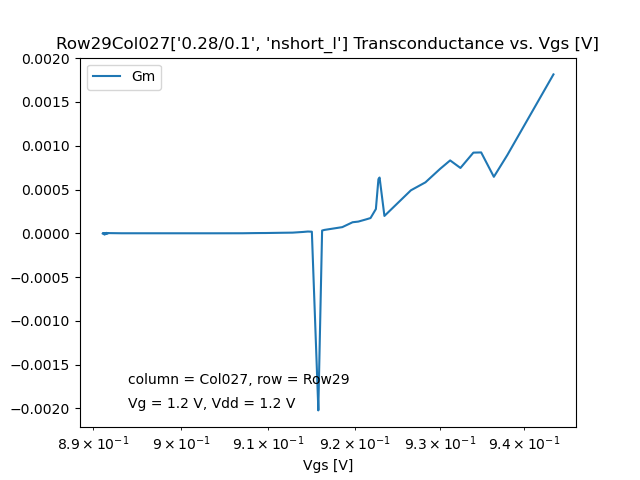 Row29Col027['0.28/0.1', 'nshort_l'] Transconductance vs. Vgs [V]
Gm
0.0020
0.0015
0.0010
0.0005
0.0000
−0.0005
−0.0010
−0.0015
−0.0020
column = Col027, row = Row29
Vg = 1.2 V, Vdd = 1.2 V
8.9 × 10⁻¹ 9 × 10⁻¹ 9.1 × 10⁻¹ 9.2 × 10⁻¹ 9.3 × 10⁻¹ 9.4 × 10⁻¹
Vgs [V]